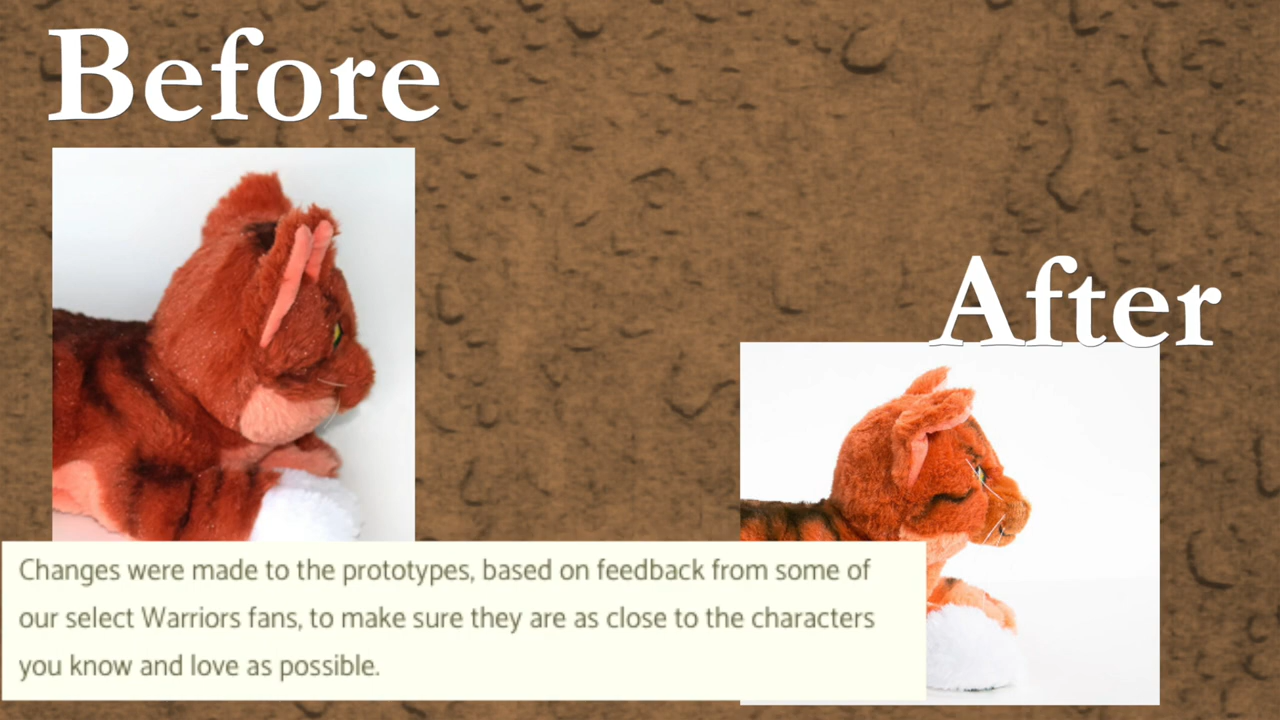 Before
After
Changes were made to the prototypes, based on feedback from some of
our select Warriors fans, to make sure they are as close to the characters
you know and love as possible.